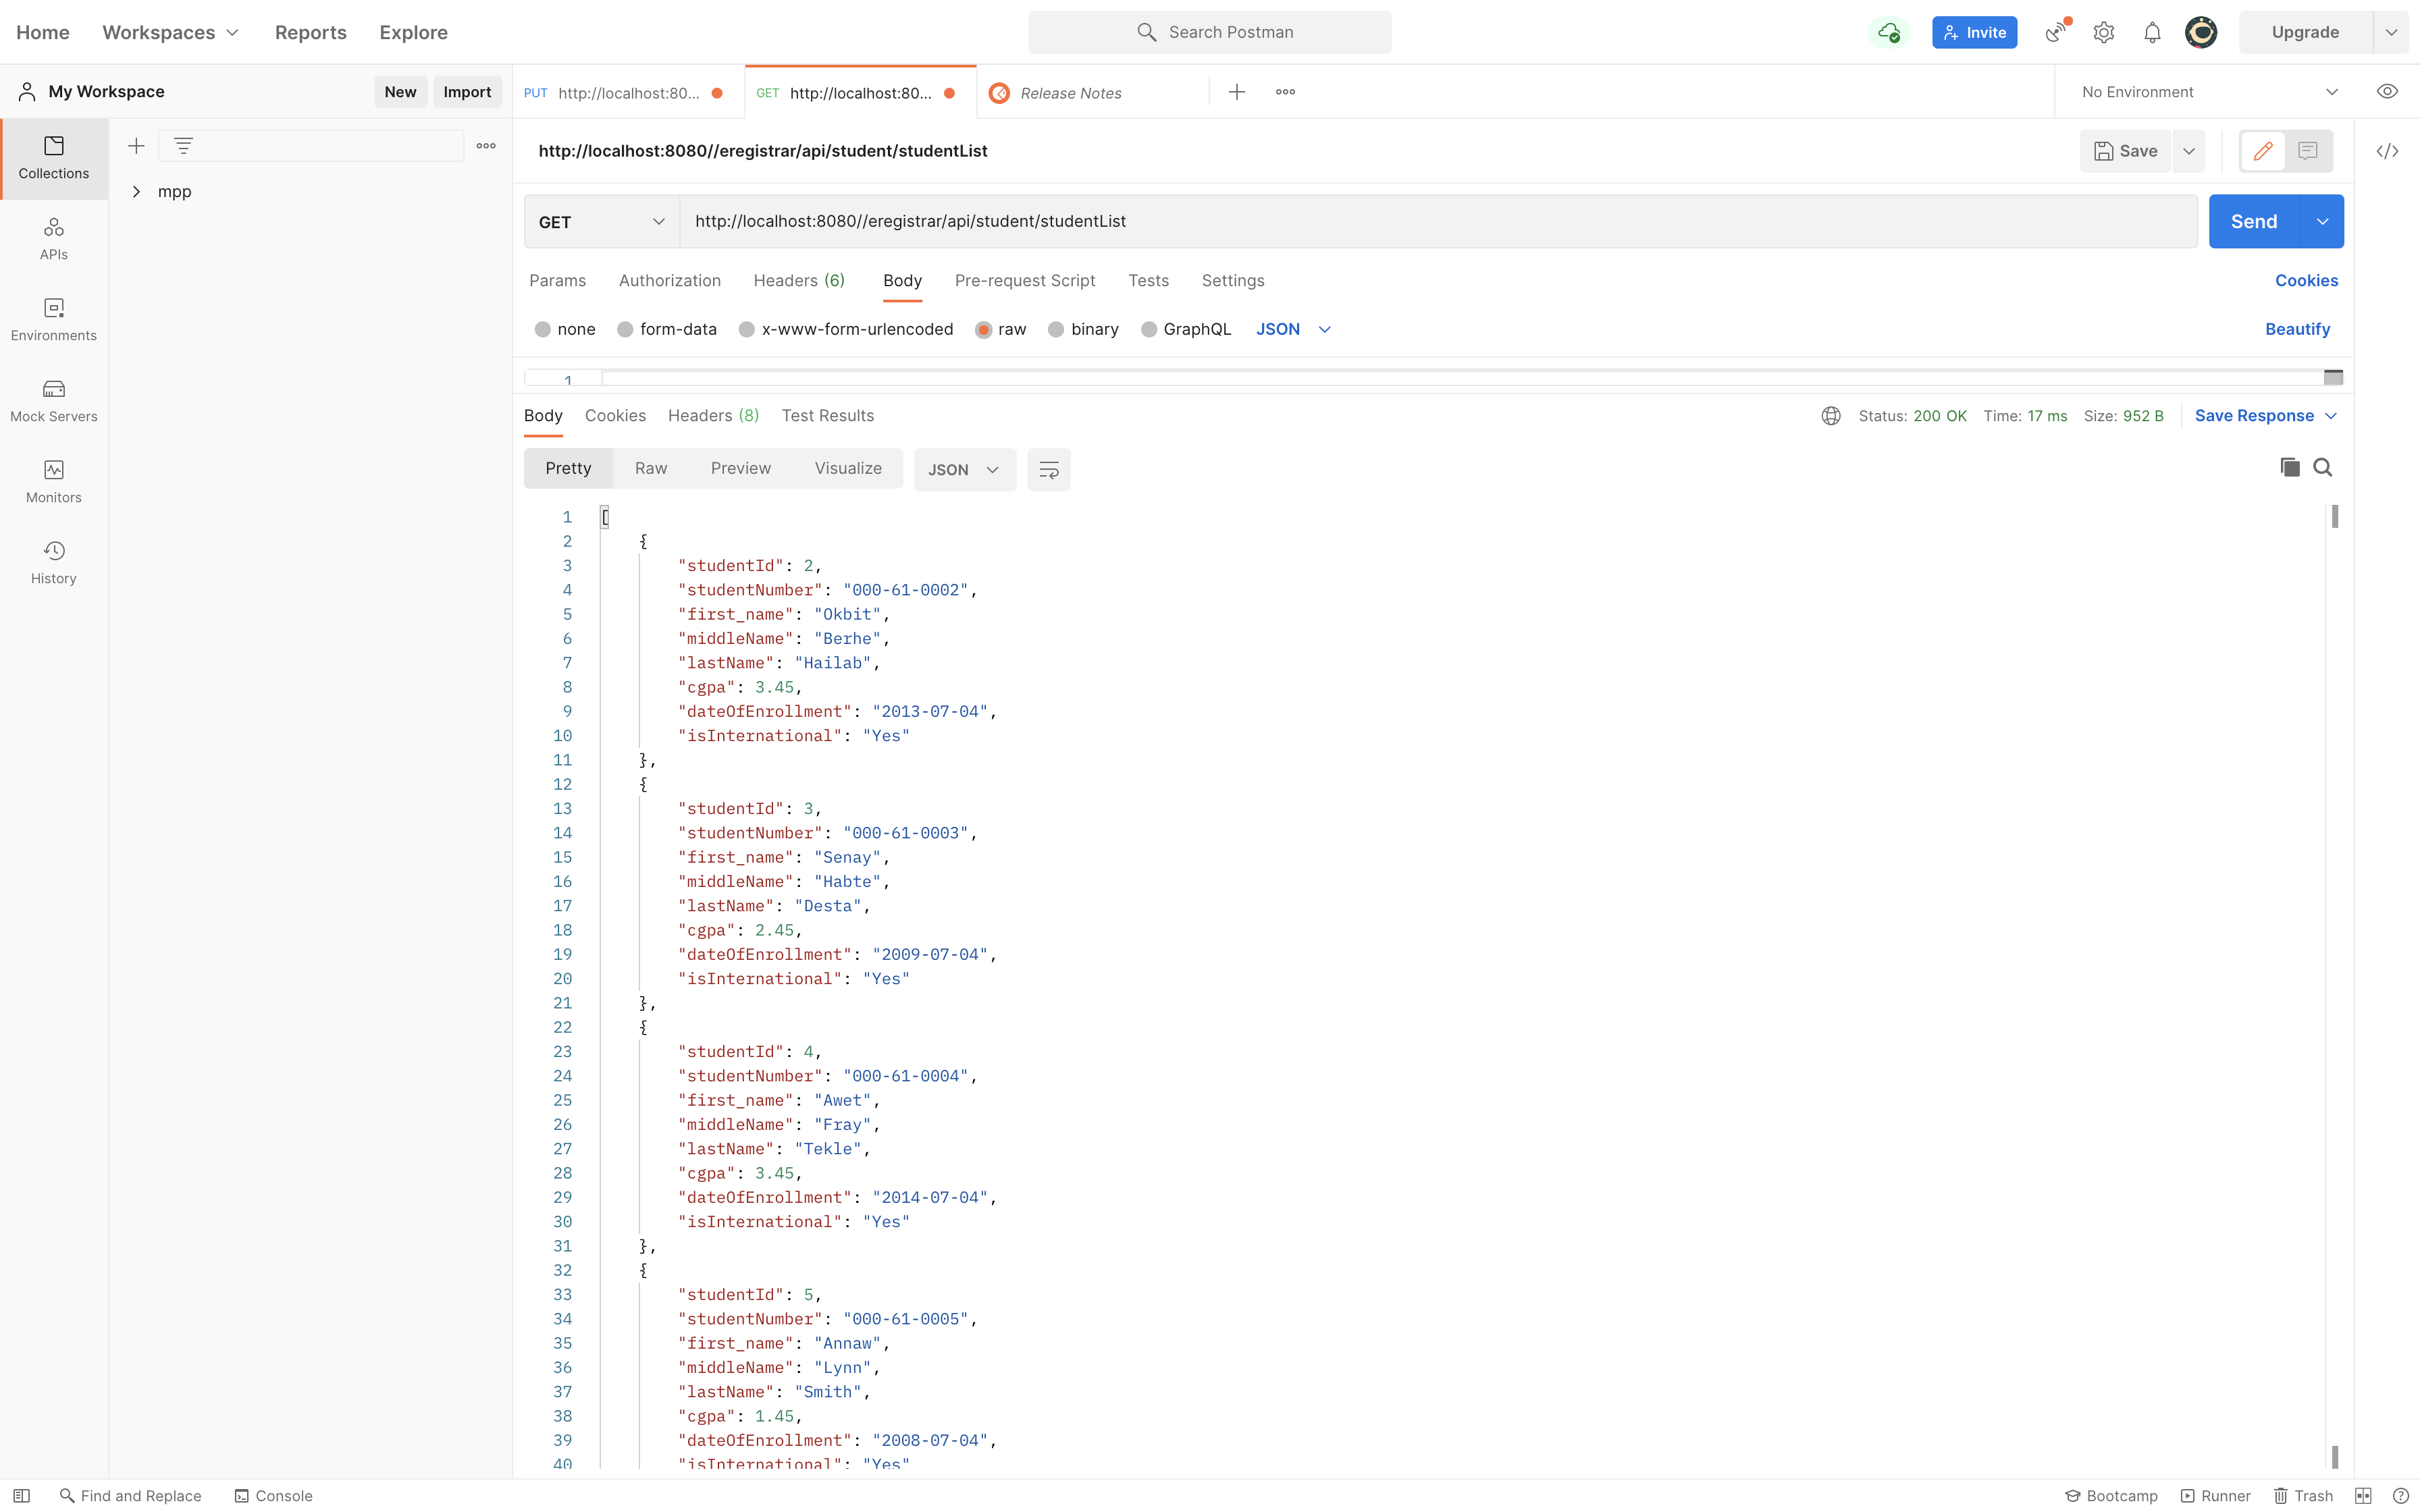 Home Workspaces Reports Explore Search Postman Invite Upgrade
My Workspace New Import PUT http://localhost:80... GET http://localhost:80... Release Notes No Environment
Collections
http://localhost:8080//eregistrar/api/student/studentList Save
mpp
GET http://localhost:8080//eregistrar/api/student/studentList Send
APIs
Params Authorization Headers (6) Body Pre-request Script Tests Settings Cookies
Environments
none form-data x-www-form-urlencoded raw binary GraphQL JSON Beautify
1
Mock Servers
Body Cookies Headers (8) Test Results Status: 200 OK Time: 17 ms Size: 952 B Save Response
Pretty Raw Preview Visualize JSON
Monitors
History
1 [
2 {
3 "studentId": 2,
4 "studentNumber": "000-61-0002",
5 "first_name": "Okbit",
6 "middleName": "Berhe",
7 "lastName": "Hailab",
8 "cgpa": 3.45,
9 "dateOfEnrollment": "2013-07-04",
10 "isInternational": "Yes"
11 },
12 {
13 "studentId": 3,
14 "studentNumber": "000-61-0003",
15 "first_name": "Senay",
16 "middleName": "Habte",
17 "lastName": "Desta",
18 "cgpa": 2.45,
19 "dateOfEnrollment": "2009-07-04",
20 "isInternational": "Yes"
21 },
22 {
23 "studentId": 4,
24 "studentNumber": "000-61-0004",
25 "first_name": "Awet",
26 "middleName": "Fray",
27 "lastName": "Tekle",
28 "cgpa": 3.45,
29 "dateOfEnrollment": "2014-07-04",
30 "isInternational": "Yes"
31 },
32 {
33 "studentId": 5,
34 "studentNumber": "000-61-0005",
35 "first_name": "Annaw",
36 "middleName": "Lynn",
37 "lastName": "Smith",
38 "cgpa": 1.45,
39 "dateOfEnrollment": "2008-07-04",
40 "isInternational": "Yes"
Find and Replace Console Bootcamp Runner Trash